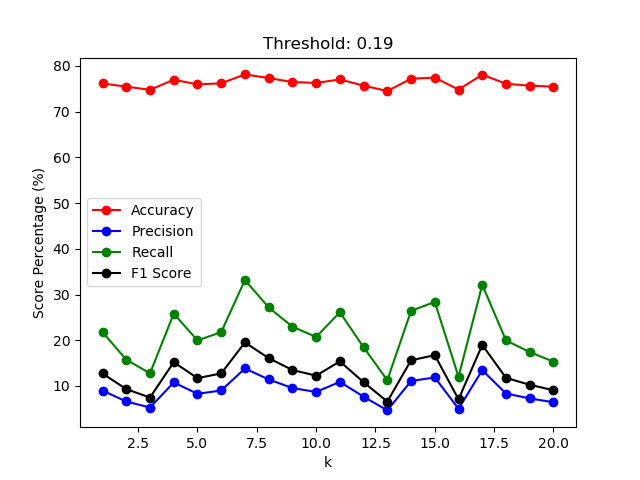 Threshold: 0.19
Score Percentage (%)
80
70
60
50
40
30
20
10
Accuracy
Precision
Recall
F1 Score
2.5 5.0 7.5 10.0 12.5 15.0 17.5 20.0
k